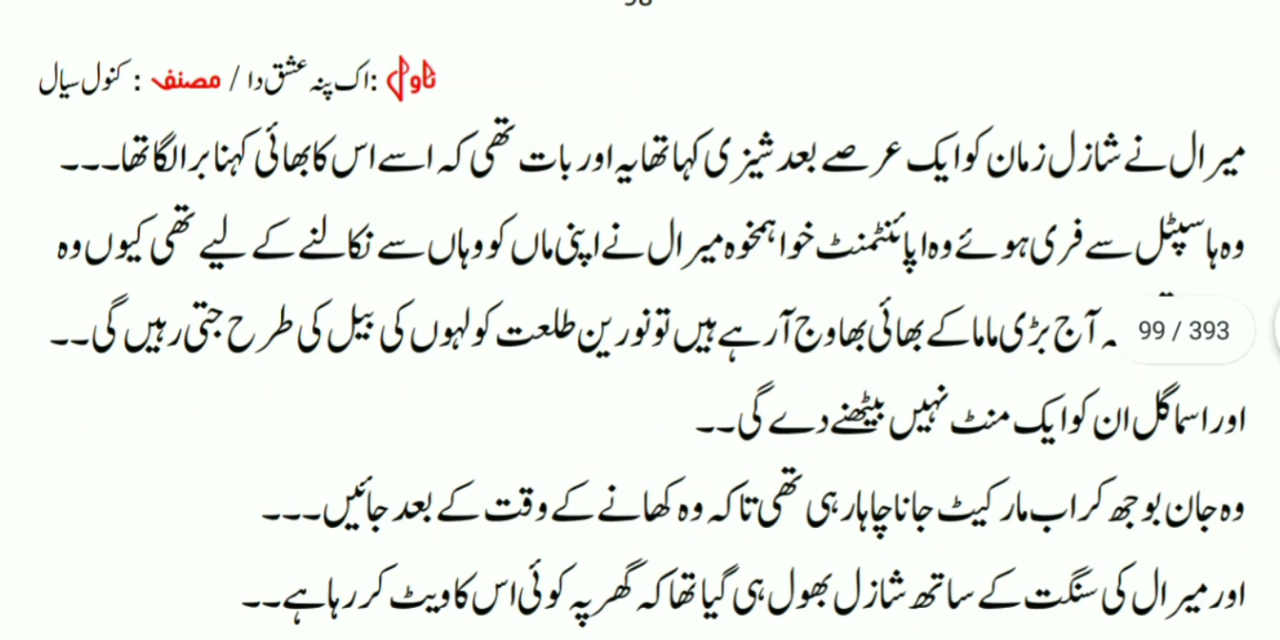 ناول :اک پنہ عشق دا / مصنف : کنول سیال
میرال نے شازل زمان کو ایک عرصے بعد شیزی کہا تھا یہ اور بات تھی کہ اسے اس کا بھائی کہنا برا لگا تھا۔۔۔
وہ ہاسپٹل سے فری ہوئے وہ اپائنٹمنٹ خواہمخوہ میرال نے اپنی ماں کو وہاں سے نکالنے کے لیے تھی کیوں وہ
آج بڑی ماما کے بھائی بھاوج آرہے ہیں تو نورین طلعت کو لہوں کی بیل کی طرح جتی رہیں گی۔۔
99 / 393
اور اسما گل ان کو ایک منٹ نہیں بیٹھنے دے گی۔۔
وہ جان بوجھ کر اب مارکیٹ جانا چاہا رہی تھی تاکہ وہ کھانے کے وقت کے بعد جائیں۔۔۔
اور میرال کی سنگت کے ساتھ شازل بھول ہی گیا تھا کہ گھر پہ کوئی اس کا ویٹ کر رہا ہے۔۔